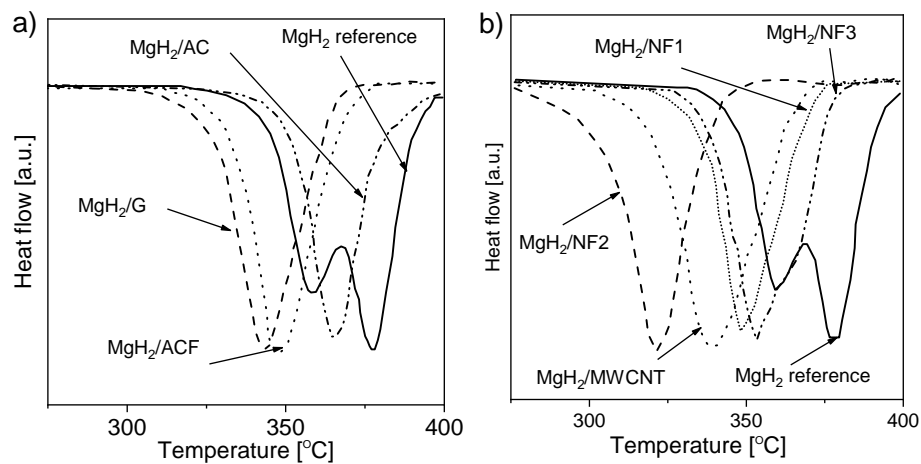 a)
MgH2/AC
MgH2 reference
MgH2/G
MgH2/ACF
Heat flow [a.u.]
300
350
400
Temperature [°C]
b)
MgH2/NF1
MgH2/NF3
MgH2/NF2
MgH2/MWCNT
MgH2 reference
Heat flow [a.u.]
300
350
400
Temperature [°C]